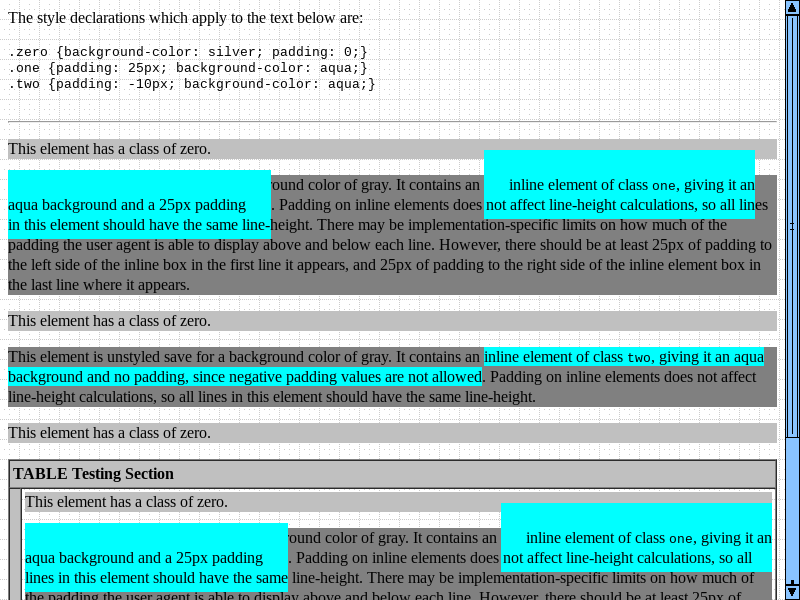 The style declarations which apply to the text below are:
.zero {background-color: silver; padding: 0;}
.one {padding: 25px; background-color: aqua;}
.two {padding: -10px; background-color: aqua;}
This element has a class of zero.
ound color of gray. It contains an inline element of class one, giving it an
aqua background and a 25px padding. Padding on inline elements does not affect line-height calculations, so all lines
in this element should have the same line-height. There may be implementation-specific limits on how much of the
padding the user agent is able to display above and below each line. However, there should be at least 25px of padding to
the left side of the inline box in the first line it appears, and 25px of padding to the right side of the inline element box in
the last line where it appears.
This element has a class of zero.
This element is unstyled save for a background color of gray. It contains an inline element of class two, giving it an aqua
background and no padding, since negative padding values are not allowed. Padding on inline elements does not affect
line-height calculations, so all lines in this element should have the same line-height.
This element has a class of zero.
TABLE Testing Section
This element has a class of zero.
ound color of gray. It contains an inline element of class one, giving it an
aqua background and a 25px padding. Padding on inline elements does not affect line-height calculations, so all
lines in this element should have the same line-height. There may be implementation-specific limits on how much of
the padding the user agent is able to display above and below each line. However, there should be at least 25px of